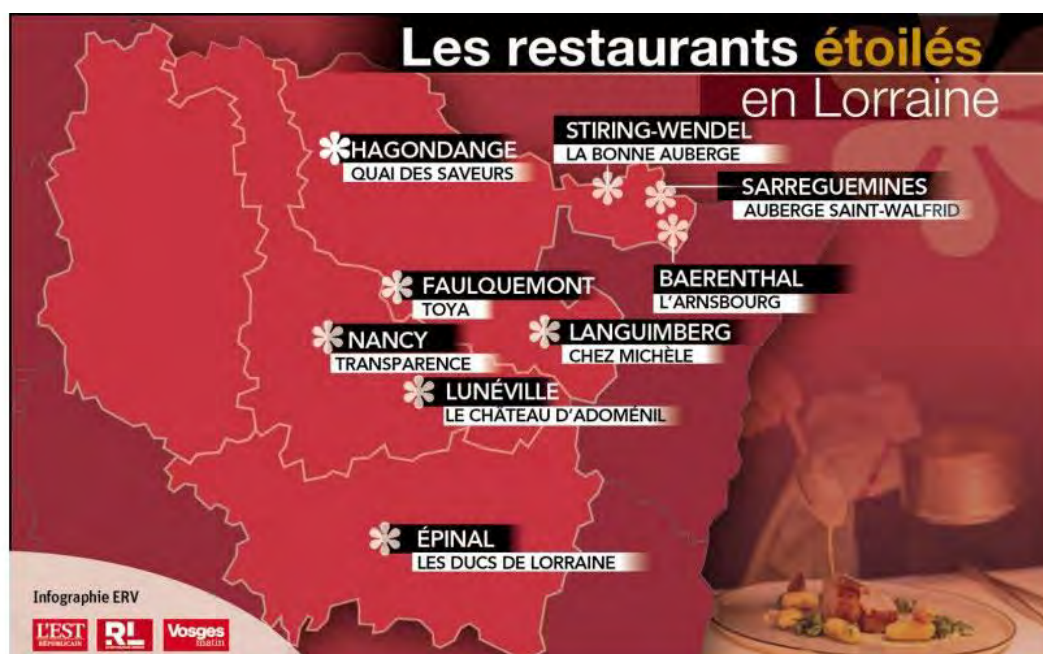 Les restaurants étoilés
en Lorraine
STIRING-WENDEL
LA BONNE AUBERGE
HAGONDANGE
QUAI DES SAVEURS
SARREGUEMINES
AUBERGE SAINT-WALFRID
BAERENTHAL
L'ARNSBOURG
FAULQUEMONT
TOYA
LANGUIMBERG
CHEZ MICHÈLE
NANCY
TRANSPARENCE
LUNÉVILLE
LE CHÂTEAU D'ADOMÉNIL
ÉPINAL
LES DUCS DE LORRAINE
Infographie ERV
L'EST
RÉPUBLICAIN
RL
Vosges
matin